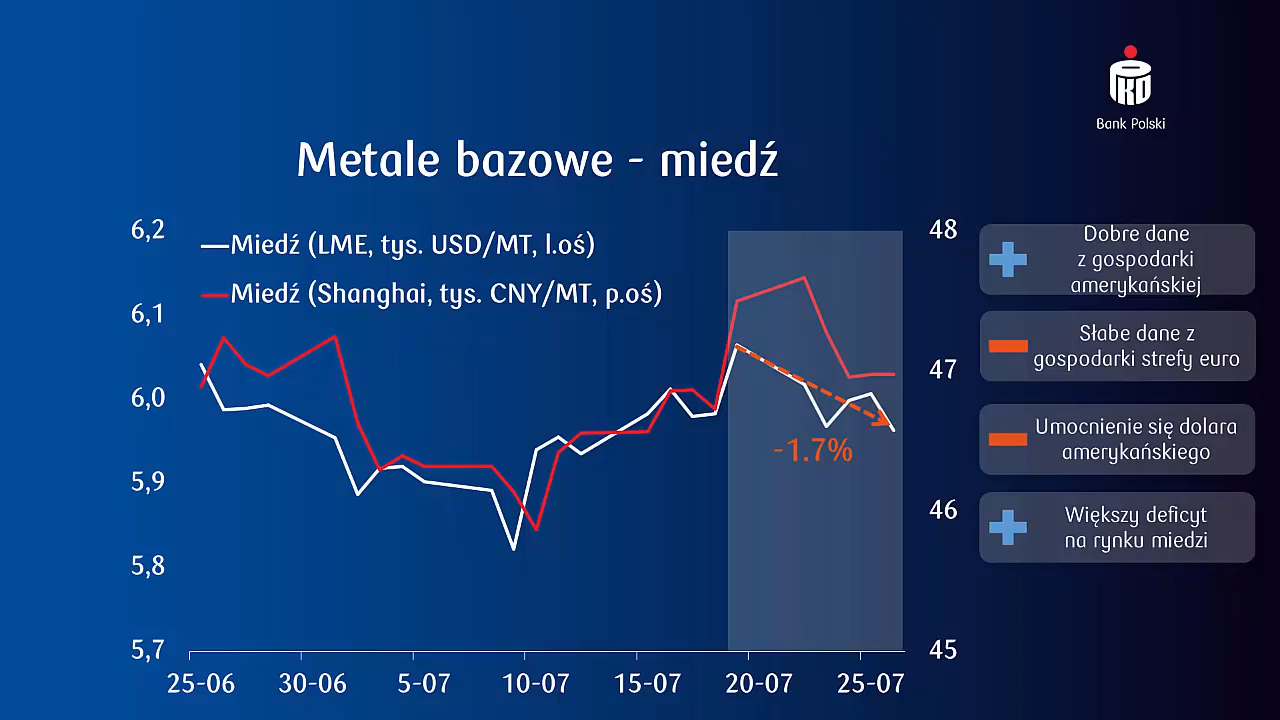 PKO
Bank Polski
Metale bazowe - miedź
6,2
6,1
6,0
5,9
5,8
5,7
Miedź (LME, tys. USD/MT, l.oś)
Miedź (Shanghai, tys. CNY/MT, p.oś)
-1.7%
48
47
46
45
25-06
30-06
5-07
10-07
15-07
20-07
25-07
Dobre dane
z gospodarki
amerykańskiej
Słabe dane z
gospodarki strefy euro
Umocnienie się dolara
amerykańskiego
Większy deficyt
na rynku miedzi